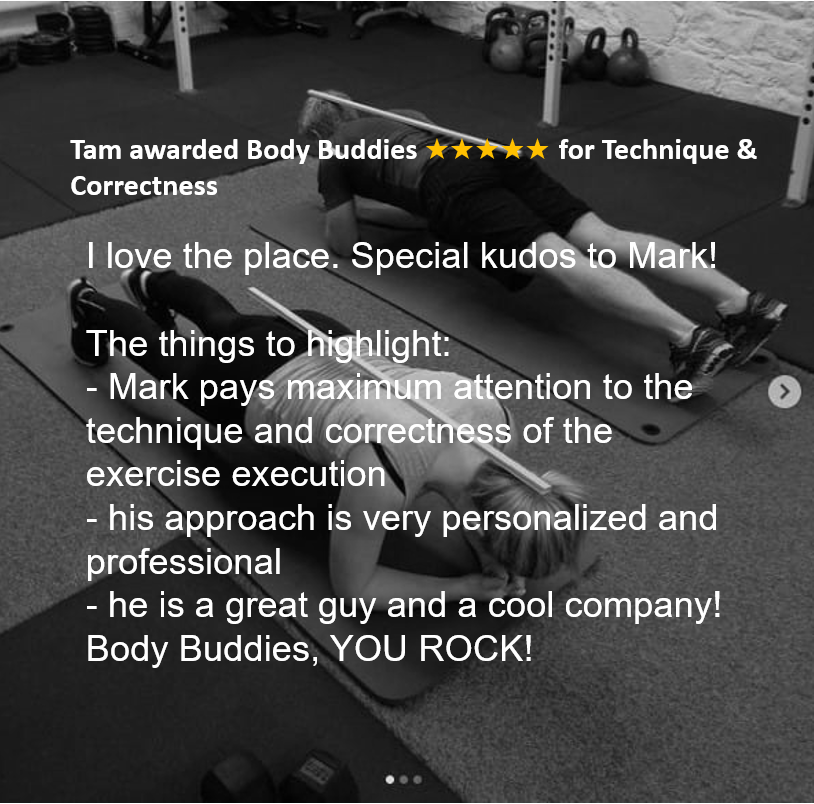 Tam awarded Body Buddies ★★★★★ for Technique &
Correctness
I love the place. Special kudos to Mark!
The things to highlight:
- Mark pays maximum attention to the
technique and correctness of the
exercise execution
- his approach is very personalized and
professional
- he is a great guy and a cool company!
Body Buddies, YOU ROCK!